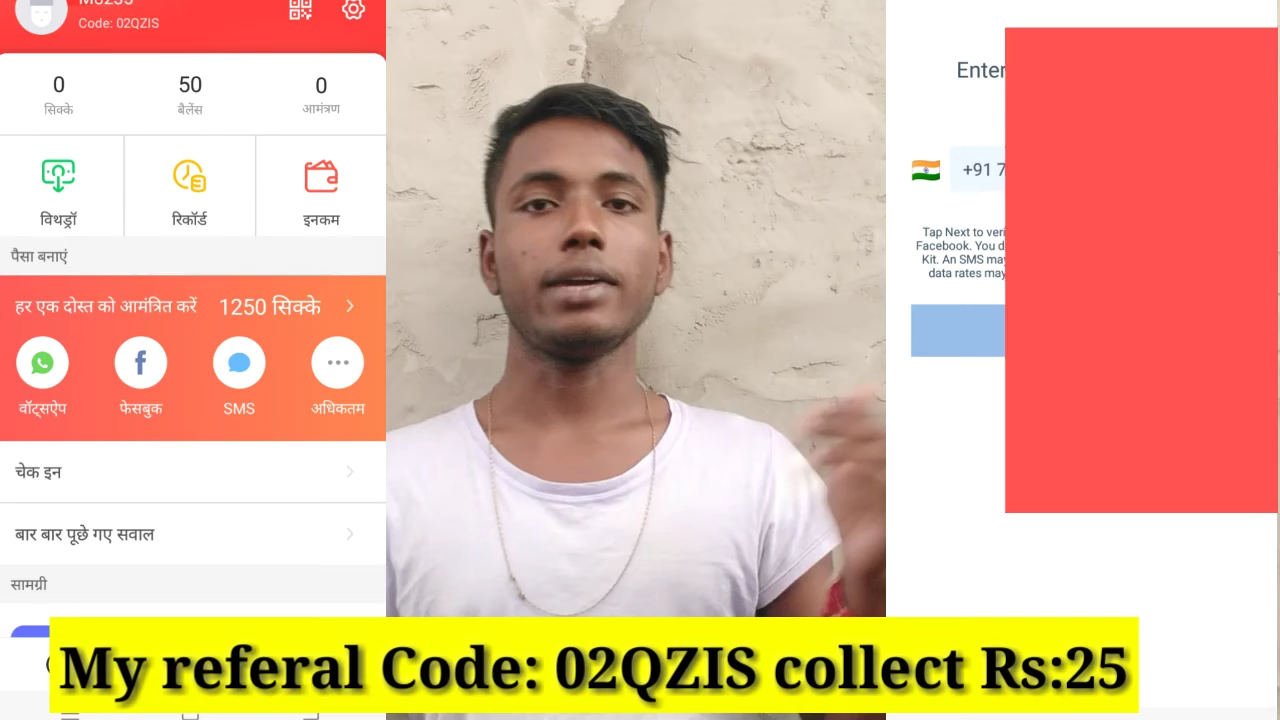 Code: 02QZIS
0
50
0
सिक्के
बैलेंस
आमंत्रण
विथड्रॉ
रिकॉर्ड
इनकम
पैसा बनाएं
हर एक दोस्त को आमंत्रित करें 1250 सिक्के
वॉट्सऐप
फेसबुक
SMS
अधिकतम
चेक इन
बार बार पूछे गए सवाल
सामग्री
Enter
+91 7
Tap Next to veri
Facebook. You d
Kit. An SMS may
data rates may
My referal Code: 02QZIS collect Rs:25